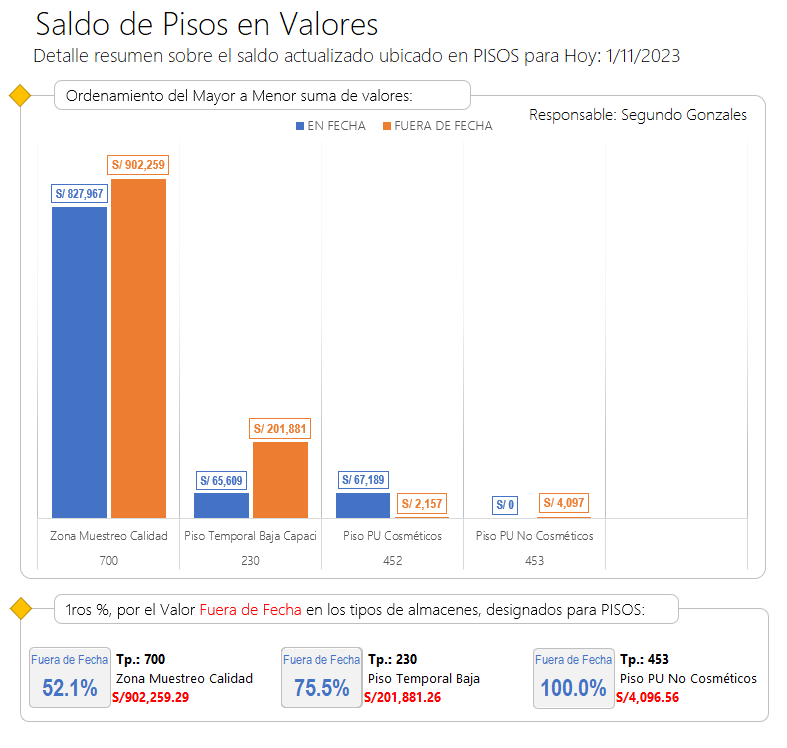 Saldo de Pisos en Valores
Detalle resumen sobre el saldo actualizado ubicado en PISOS para Hoy: 1/11/2023
Ordenamiento del Mayor a Menor suma de valores:
Responsable: Segundo Gonzales
EN FECHA FUERA DE FECHA
S/ 902,259
S/ 827,967
S/ 201,881
S/ 65,609
S/ 67,189
S/ 2,157
S/ 0
S/ 4,097
Zona Muestreo Calidad Piso Temporal Baja Capaci Piso PU Cosméticos Piso PU No Cosméticos
700 230 452 453
1ros %, por el Valor Fuera de Fecha en los tipos de almacenes, designados para PISOS:
Fuera de Fecha
52.1%
Tp.: 700
Zona Muestreo Calidad
S/902,259.29
Fuera de Fecha
75.5%
Tp.: 230
Piso Temporal Baja
S/201,881.26
Fuera de Fecha
100.0%
Tp.: 453
Piso PU No Cosméticos
S/4,096.56